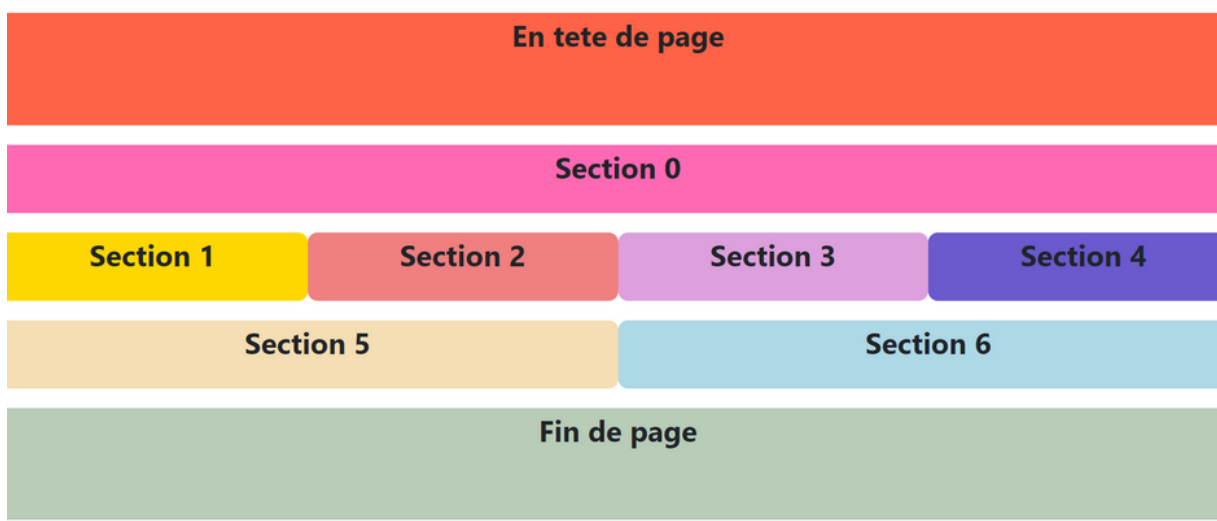 En tete de page
Section 0
Section 1
Section 2
Section 3
Section 4
Section 5
Section 6
Fin de page